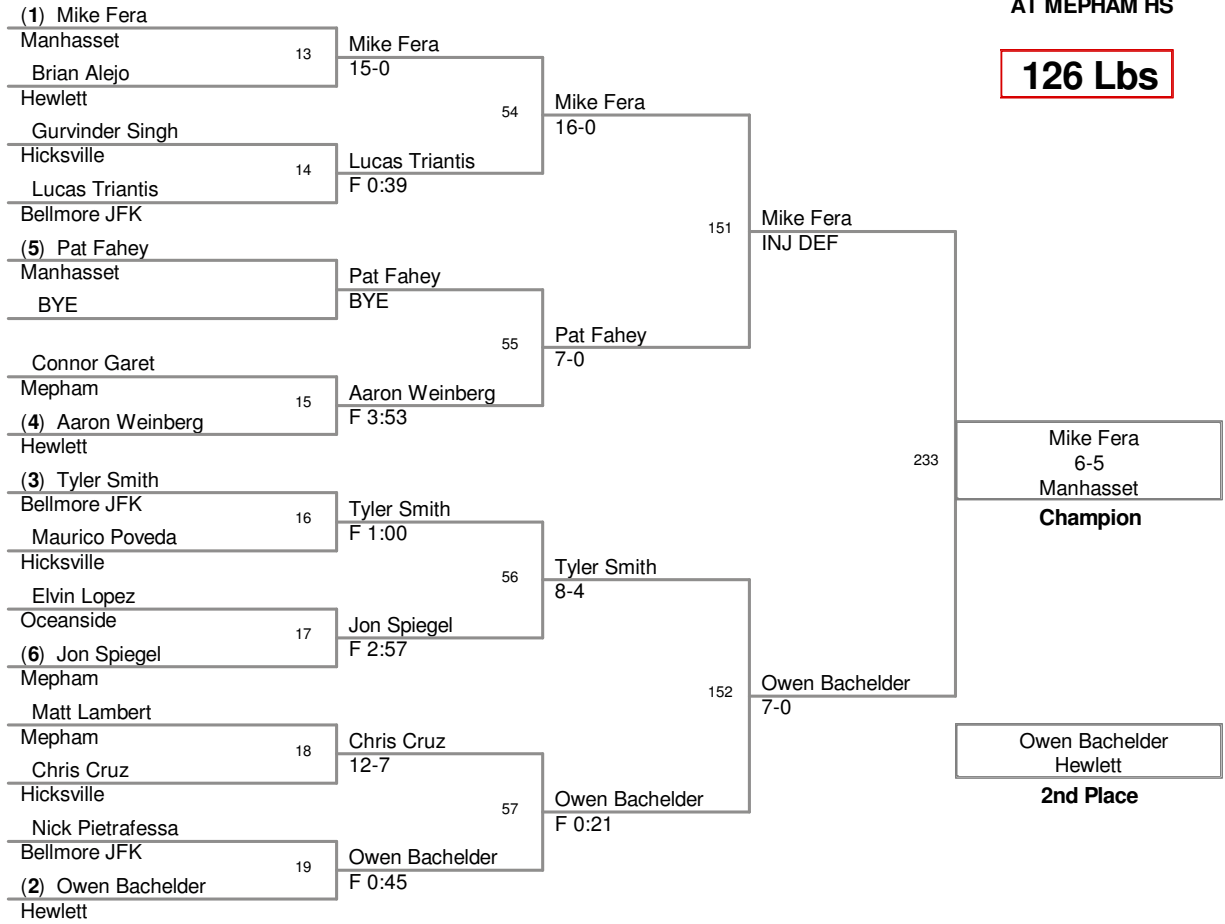 AT MEPHAM HS
126 Lbs
(1) Mike Fera
Manhasset
13
Brian Alejo
Hewlett
Gurvinder Singh
Hicksville
14
Lucas Triantis
Bellmore JFK
(5) Pat Fahey
Manhasset
BYE
Connor Garet
Mepham
15
(4) Aaron Weinberg
Hewlett
(3) Tyler Smith
Bellmore JFK
16
Maurico Poveda
Hicksville
Elvin Lopez
Oceanside
17
(6) Jon Spiegel
Mepham
Matt Lambert
Mepham
18
Chris Cruz
Hicksville
Nick Pietrafessa
Bellmore JFK
19
(2) Owen Bachelder
Hewlett
Mike Fera
15-0
54
Lucas Triantis
F 0:39
Pat Fahey
BYE
55
Aaron Weinberg
F 3:53
Tyler Smith
F 1:00
56
Jon Spiegel
F 2:57
Chris Cruz
12-7
57
Owen Bachelder
F 0:45
Mike Fera
16-0
151
Pat Fahey
7-0
Tyler Smith
8-4
152
Owen Bachelder
F 0:21
Mike Fera
INJ DEF
233
Owen Bachelder
7-0
Mike Fera
6-5
Manhasset
Champion
Owen Bachelder
Hewlett
2nd Place